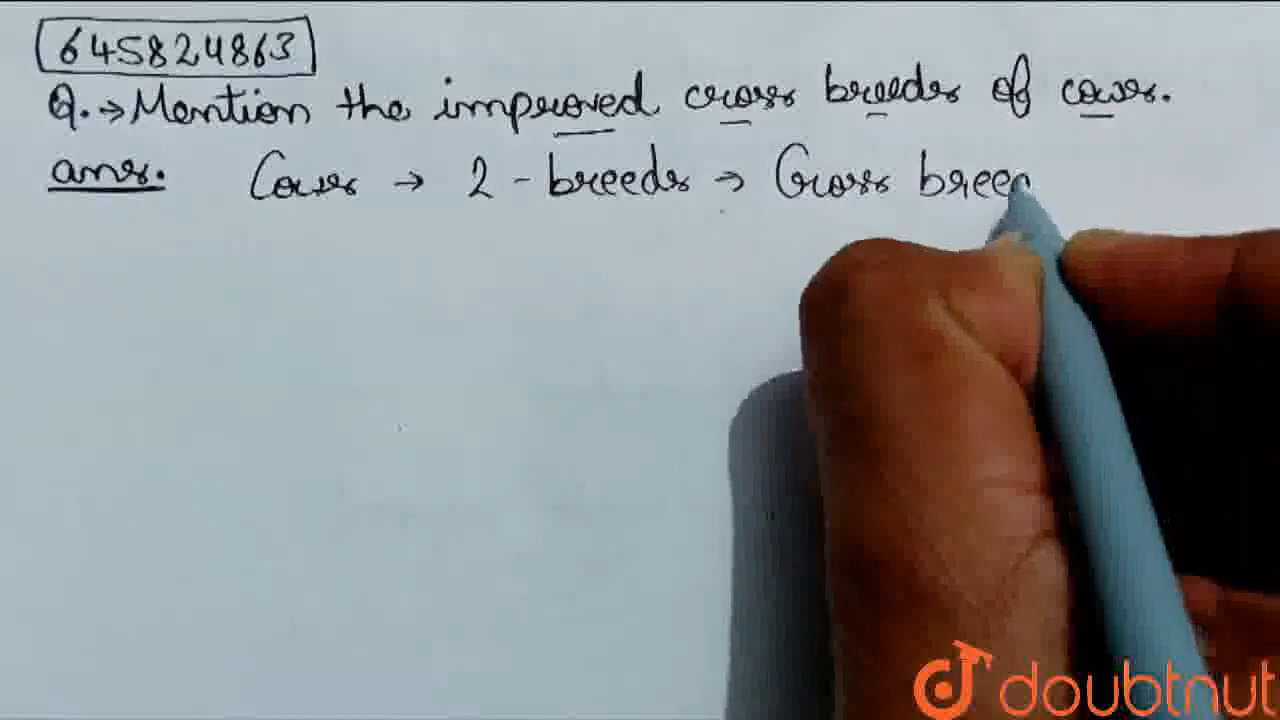 645824863
Q.→Mention the improved cross breeds of cows.
ans. Cows → 2 - breeds → Cross bree
doubtnut